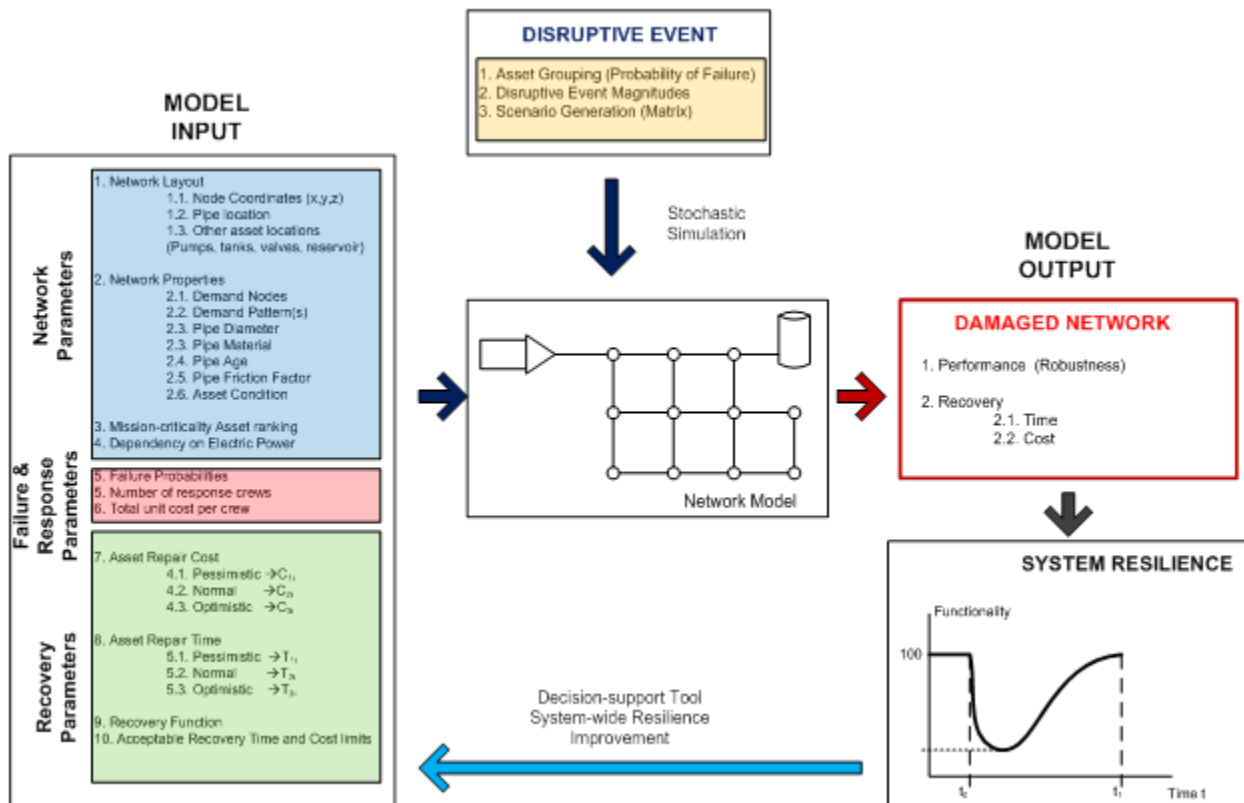 DISRUPTIVE EVENT
1. Asset Grouping (Probability of Failure)
2. Disruptive Event Magnitudes
3. Scenario Generation (Matrix)
MODEL
INPUT
Network
Parameters
1. Network Layout
1.1. Node Coordinates (x,y,z)
1.2. Pipe location
1.3. Other asset locations
(Pumps, tanks, valves, reservoir)
2. Network Properties
2.1. Demand Nodes
2.2. Demand Pattern(s)
2.3. Pipe Diameter
2.3. Pipe Material
2.4. Pipe Age
2.5. Pipe Friction Factor
2.6. Asset Condition
3. Mission-criticality Asset ranking
4. Dependency on Electric Power
Failure &
Response
Parameters
5. Failure Probabilities
5. Number of response crews
6. Total unit cost per crew
Recovery
Parameters
7. Asset Repair Cost
4.1. Pessimistic →C
4.2. Normal →C
4.3. Optimistic →C
8. Asset Repair Time
5.1. Pessimistic →T
5.2. Normal →T
5.3. Optimistic →T
9. Recovery Function
10. Acceptable Recovery Time and Cost limits
Stochastic
Simulation
Network Model
MODEL
OUTPUT
DAMAGED NETWORK
1. Performance (Robustness)
2. Recovery
2.1. Time
2.2. Cost
SYSTEM RESILIENCE
Functionality
100
t
t
Time t
Decision-support Tool
System-wide Resilience
Improvement